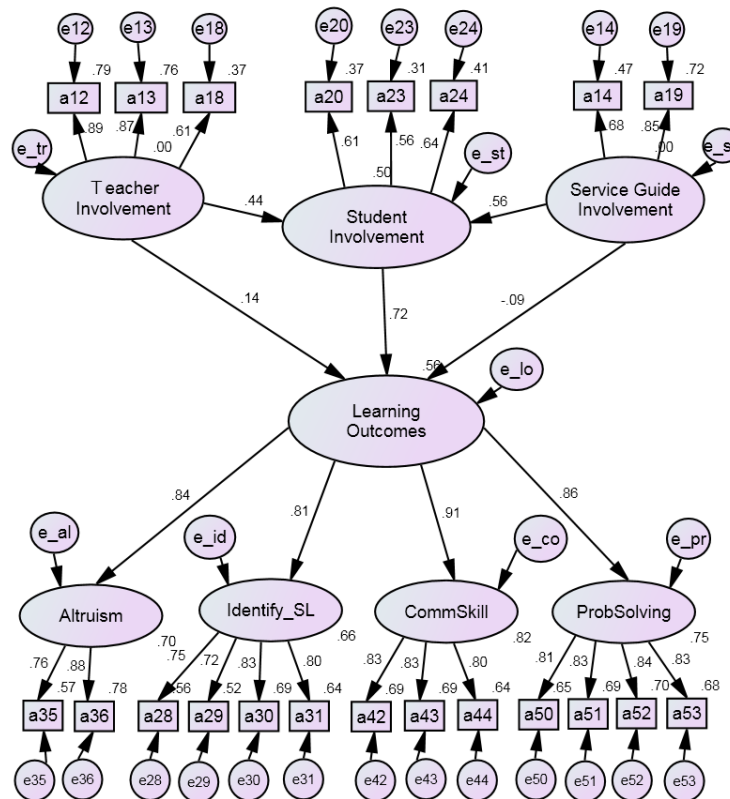 e12 e13 e18 e20 e23 e24 e14 e19
.79 .76 .37 .37 .31 .41 .47 .72
a12 a13 a18 a20 a23 a24 a14 a19
.89 .87 .61 .61 .56 .64 .68 .85
e_tr .00 .50 e_st .00
Teacher
Involvement
Student
Involvement
Service Guide
Involvement
.44 .56
.14 .72 -.09
.56 e_lo
Learning
Outcomes
.84 .81 .91 .86
e_al e_id e_co e_pr
Altruism Identify_SL CommSkill ProbSolving
.70 .66 .82 .75
.76 .88 .75 .72 .83 .80 .83 .83 .80 .81 .83 .84 .83
.57 .78 .56 .52 .69 .64 .69 .69 .64 .65 .69 .70 .68
a35 a36 a28 a29 a30 a31 a42 a43 a44 a50 a51 a52 a53
e35 e36 e28 e29 e30 e31 e42 e43 e44 e50 e51 e52 e53